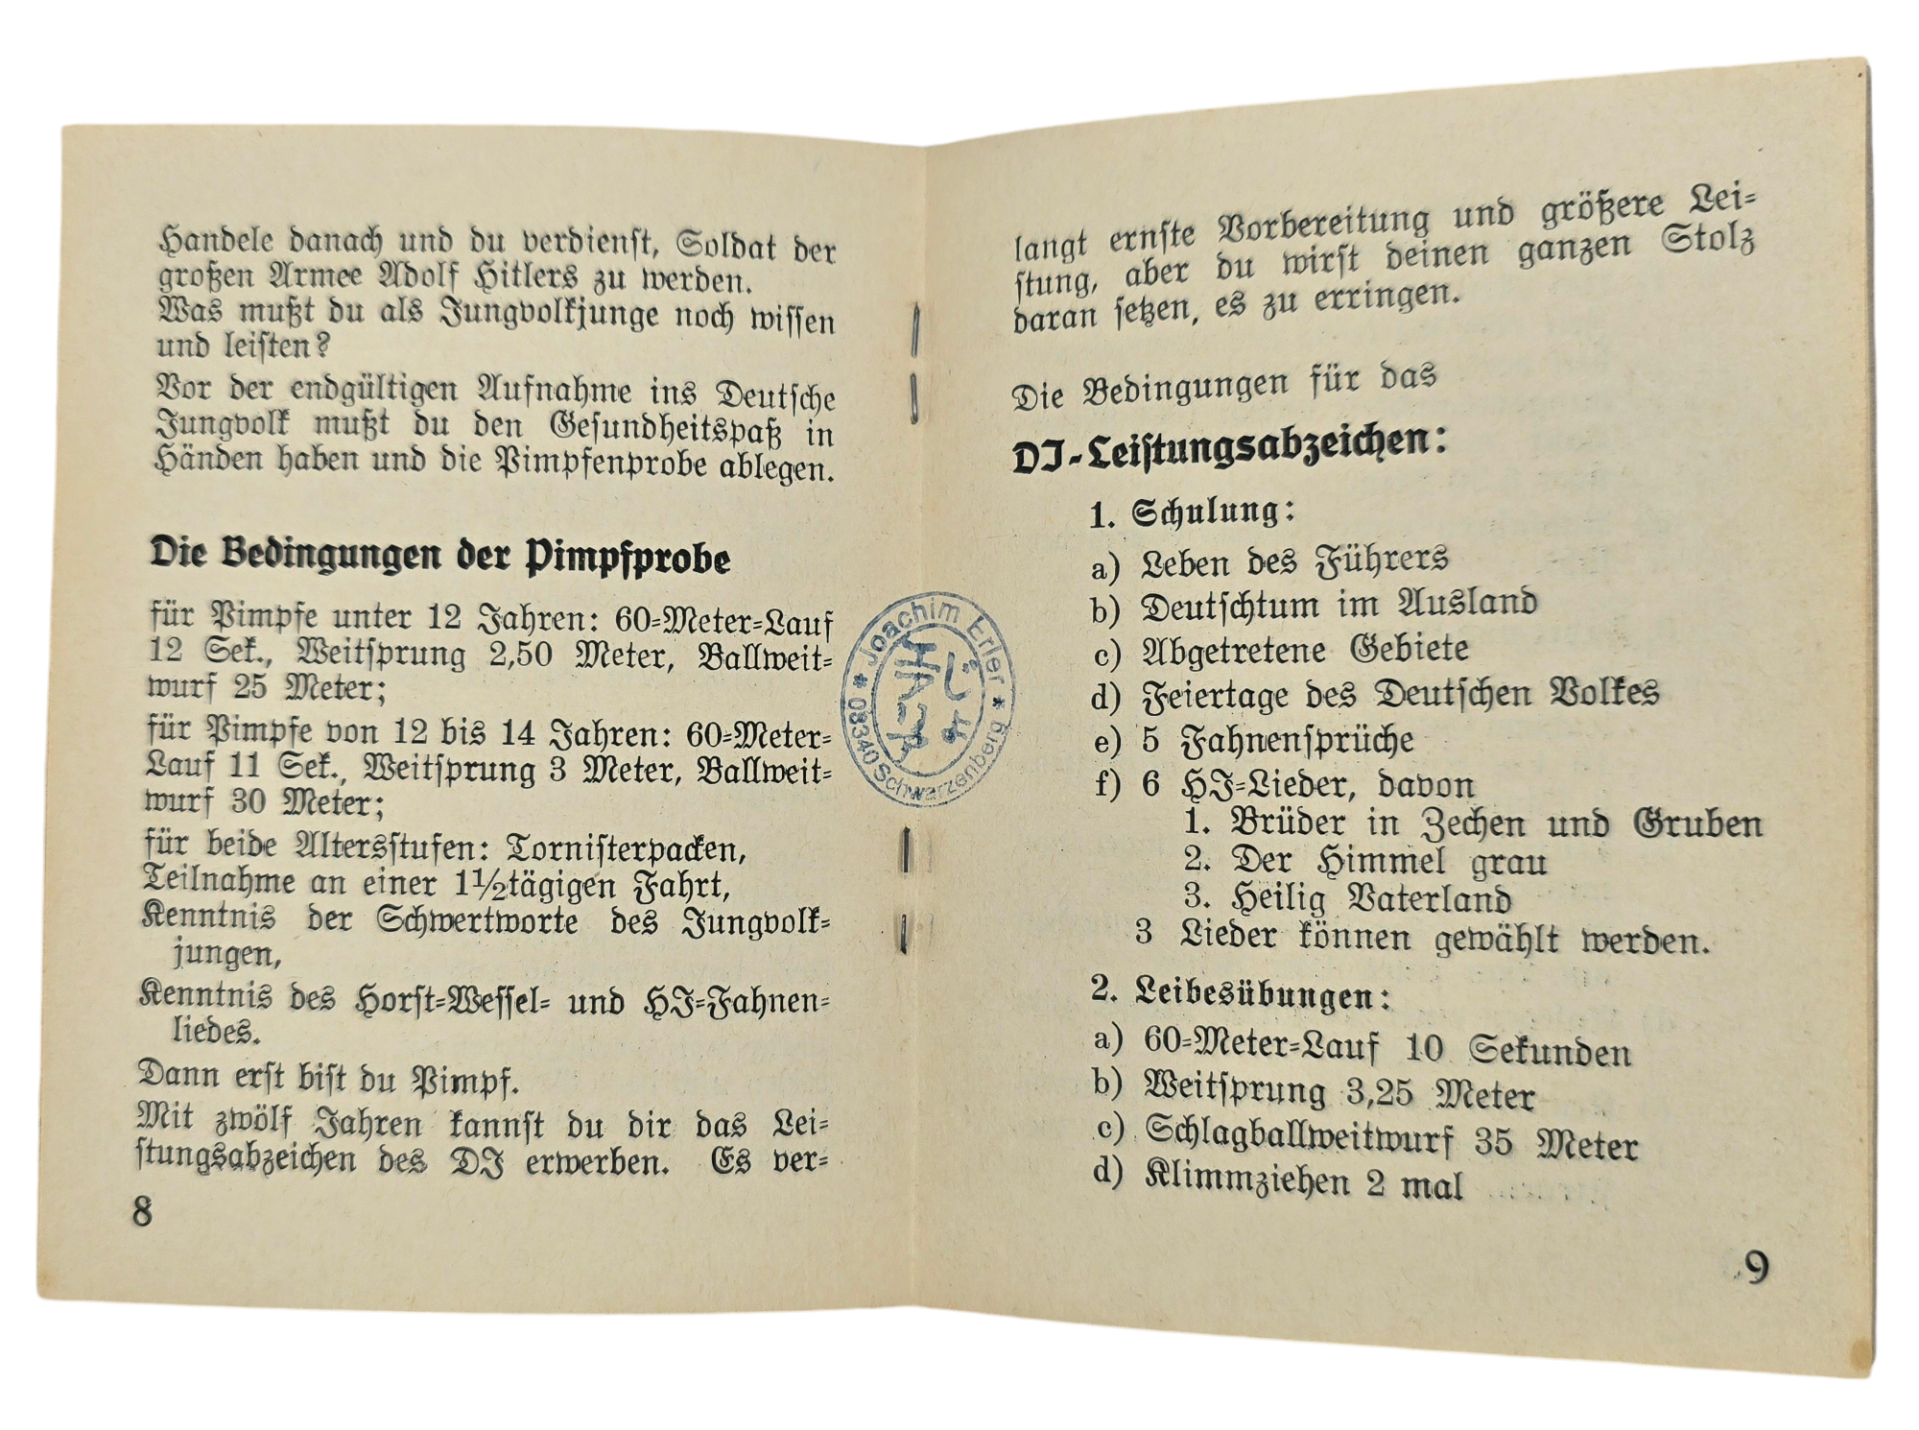 Handele danach und du verdienst, Soldat der
großen Armee Adolf Hitlers zu werden.
Was mußt du als Jungvolkjunge noch wissen
und leisten?
Vor der endgültigen Aufnahme ins Deutsche
Jungvolk mußt du den Gesundheitspaß in
Händen haben und die Pimpfenprobe ablegen.
Die Bedingungen der Pimpfprobe
für Pimpfe unter 12 Jahren: 60-Meter-Lauf
12 Sek., Weitsprung 2,50 Meter, Ballweit-
wurf 25 Meter;
für Pimpfe von 12 bis 14 Jahren: 60-Meter-
Lauf 11 Sek., Weitsprung 3 Meter, Ballweit-
wurf 30 Meter;
für beide Altersstufen: Tornisterpacken,
Teilnahme an einer 1½tägigen Fahrt,
Kenntnis der Schwertworte des Jungvolk-
jungen,
Kenntnis des Horst-Wessel- und HJ-Fahnen-
liedes.
Dann erst bist du Pimpf.
Mit zwölf Jahren kannst du dir das Lei-
stungsabzeichen des DJ erwerben. Es ver-
8
Joachim Erler
08340 Schwarzenberg
langt ernste Vorbereitung und größere Lei-
stung, aber du wirst deinen ganzen Stolz
daran setzen, es zu erringen.
Die Bedingungen für das
DJ-Leistungsabzeichen:
1. Schulung:
a) Leben des Führers
b) Deutschtum im Ausland
c) Abgetretene Gebiete
d) Feiertage des Deutschen Volkes
e) 5 Fahnensprüche
f) 6 HJ-Lieder, davon
1. Brüder in Zechen und Gruben
2. Der Himmel grau
3. Heilig Vaterland
3 Lieder können gewählt werden.
2. Leibesübungen:
a) 60-Meter-Lauf 10 Sekunden
b) Weitsprung 3,25 Meter
c) Schlagballweitwurf 35 Meter
d) Klimmziehen 2 mal
9